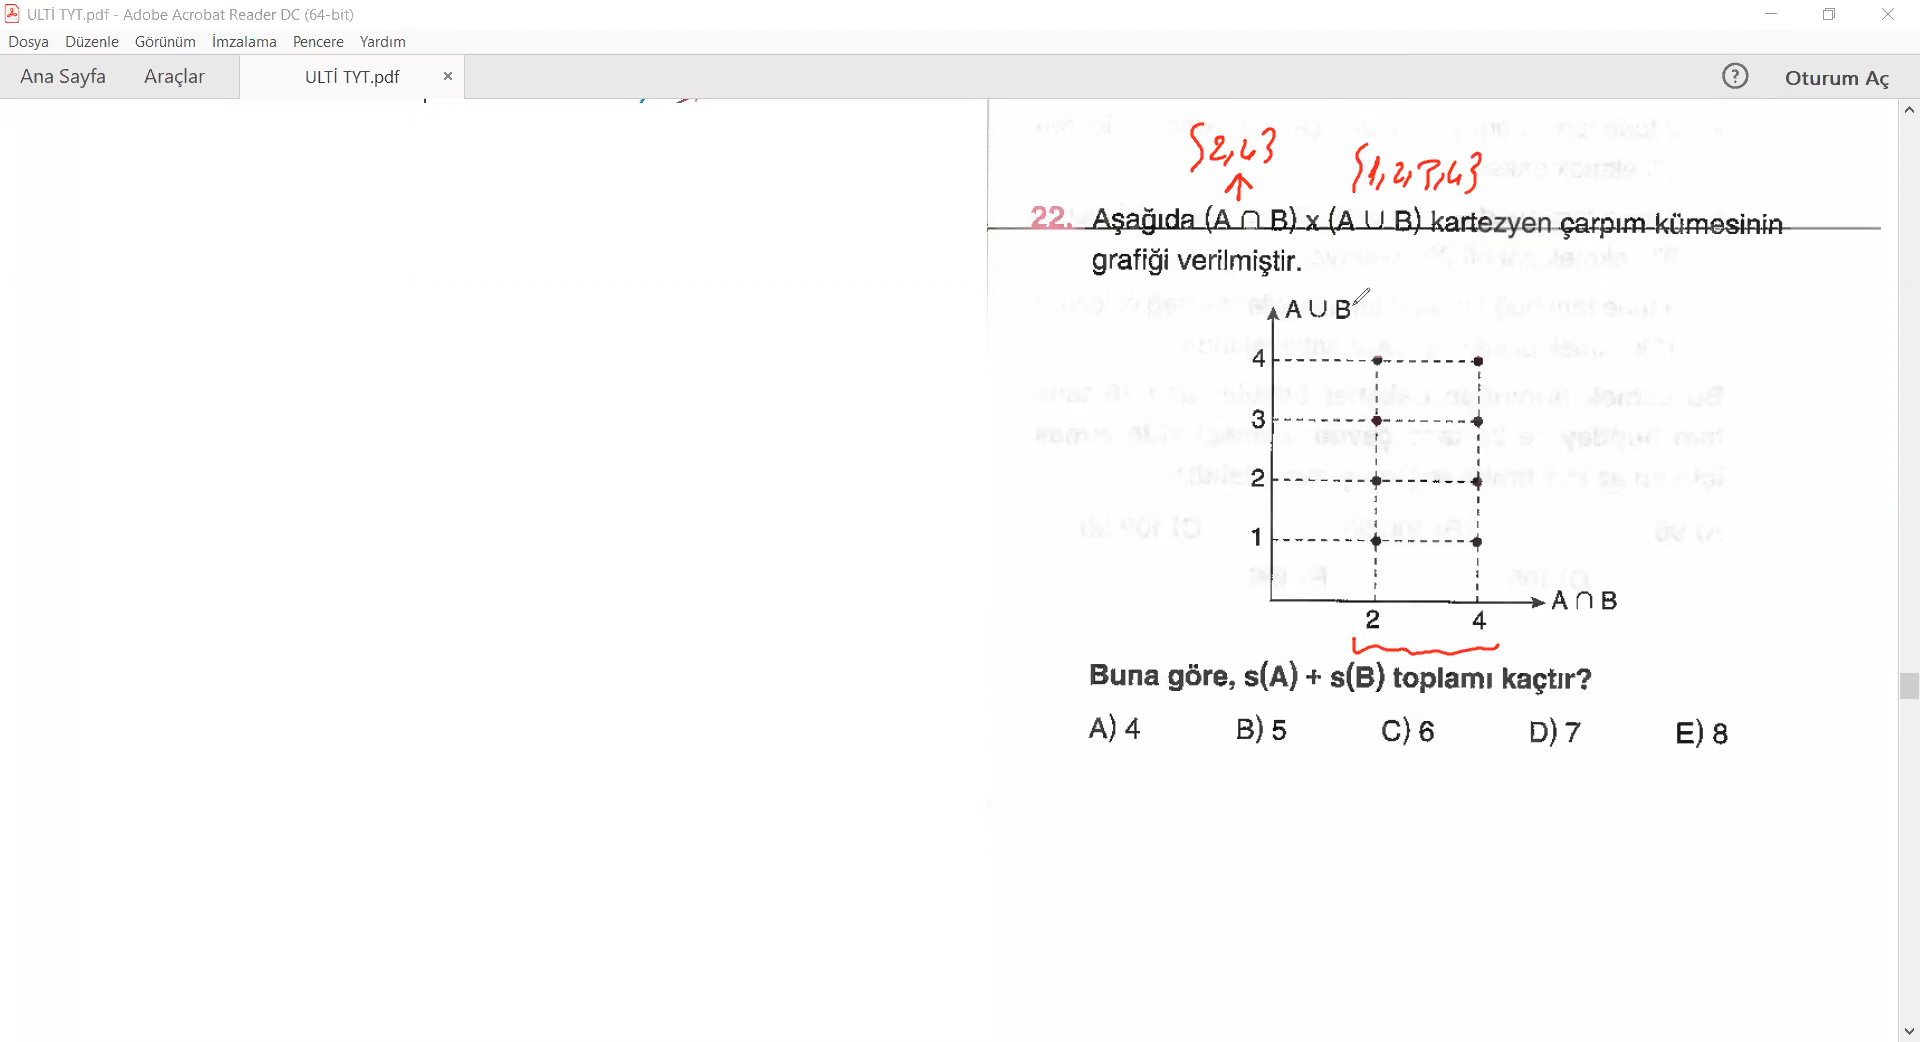 ULTİ TYT.pdf - Adobe Acrobat Reader DC (64-bit)
Dosya Düzenle Görünüm İmzalama Pencere Yardım
Ana Sayfa Araçlar ULTİ TYT.pdf × ? Oturum Aç
{2,4} {1,2,3,4}
22. Aşağıda (A ∩ B) x (A ∪ B) kartezyen çarpım kümesinin
grafiği verilmiştir.
A ∪ B
4
3
2
1
A ∩ B
2 4
Buna göre, s(A) + s(B) toplamı kaçtır?
A) 4 B) 5 C) 6 D) 7 E) 8